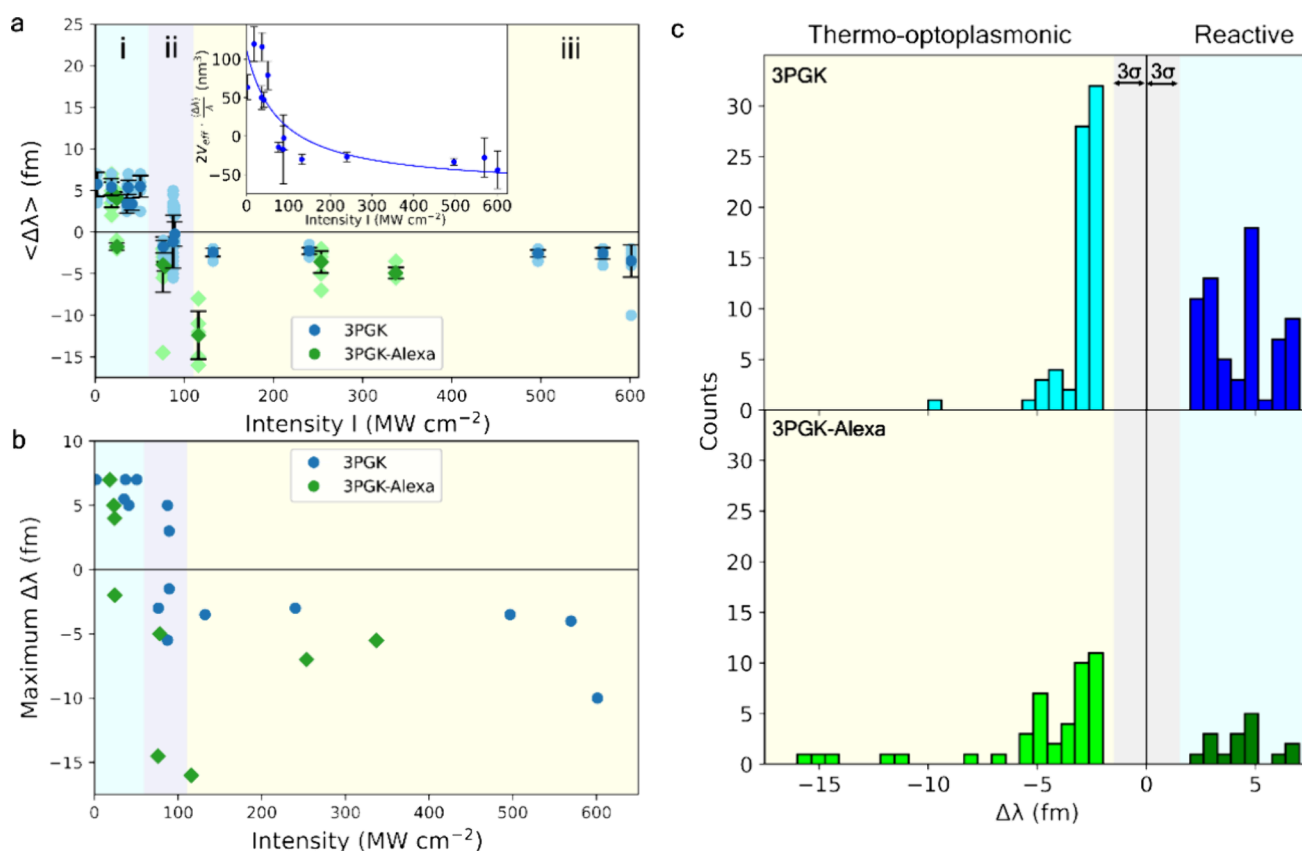 a
25
20
15
10
5
0
−5
−10
−15
<Δλ> (fm)
i
ii
iii
100
50
0
−50
2V_eff · ⟨Δλ⟩/λ (nm³)
0 100 200 300 400 500 600
Intensity I (MW cm⁻²)
3PGK
3PGK-Alexa
0 100 200 300 400 500 600
Intensity I (MW cm⁻²)
b
10
5
0
−5
−10
−15
Maximum Δλ (fm)
3PGK
3PGK-Alexa
0 100 200 300 400 500 600
Intensity (MW cm⁻²)
c
Thermo-optoplasmonic Reactive
3PGK
3σ 3σ
30
25
20
15
10
5
0
Counts
3PGK-Alexa
30
25
20
15
10
5
0
−15 −10 −5 0 5
Δλ (fm)